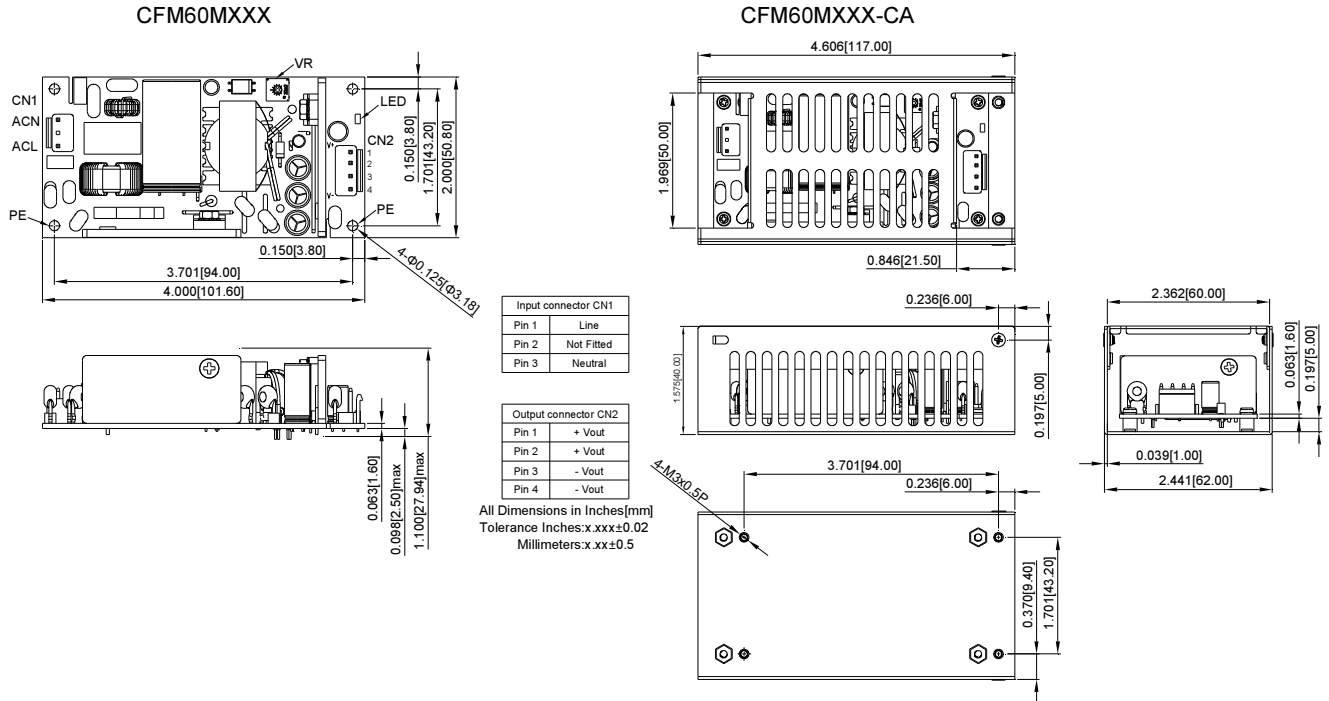 CFM60MXXX
CFM60MXXX-CA
VR
LED
CN1
ACN
ACL
CN2
V+
1
2
3
4
V-
PE
PE
0.150[3.80]
1.701[43.20]
2.000[50.80]
0.150[3.80]
3.701[94.00]
4.000[101.60]
4-Φ0.125[Φ3.18]
0.063[1.60]
0.098[2.50]max
1.100[27.94]max
Input connector CN1
Pin 1 Line
Pin 2 Not Fitted
Pin 3 Neutral
Output connector CN2
Pin 1 + Vout
Pin 2 + Vout
Pin 3 - Vout
Pin 4 - Vout
All Dimensions in Inches[mm]
Tolerance Inches:x.xxx±0.02
Millimeters:x.xx±0.5
4.606[117.00]
1.969[50.00]
0.846[21.50]
0.236[6.00]
1.575[40.00]
0.197[5.00]
2.362[60.00]
0.063[1.60]
0.197[5.00]
0.039[1.00]
2.441[62.00]
4-M3x0.5P
3.701[94.00]
0.236[6.00]
0.370[9.40]
1.701[43.20]